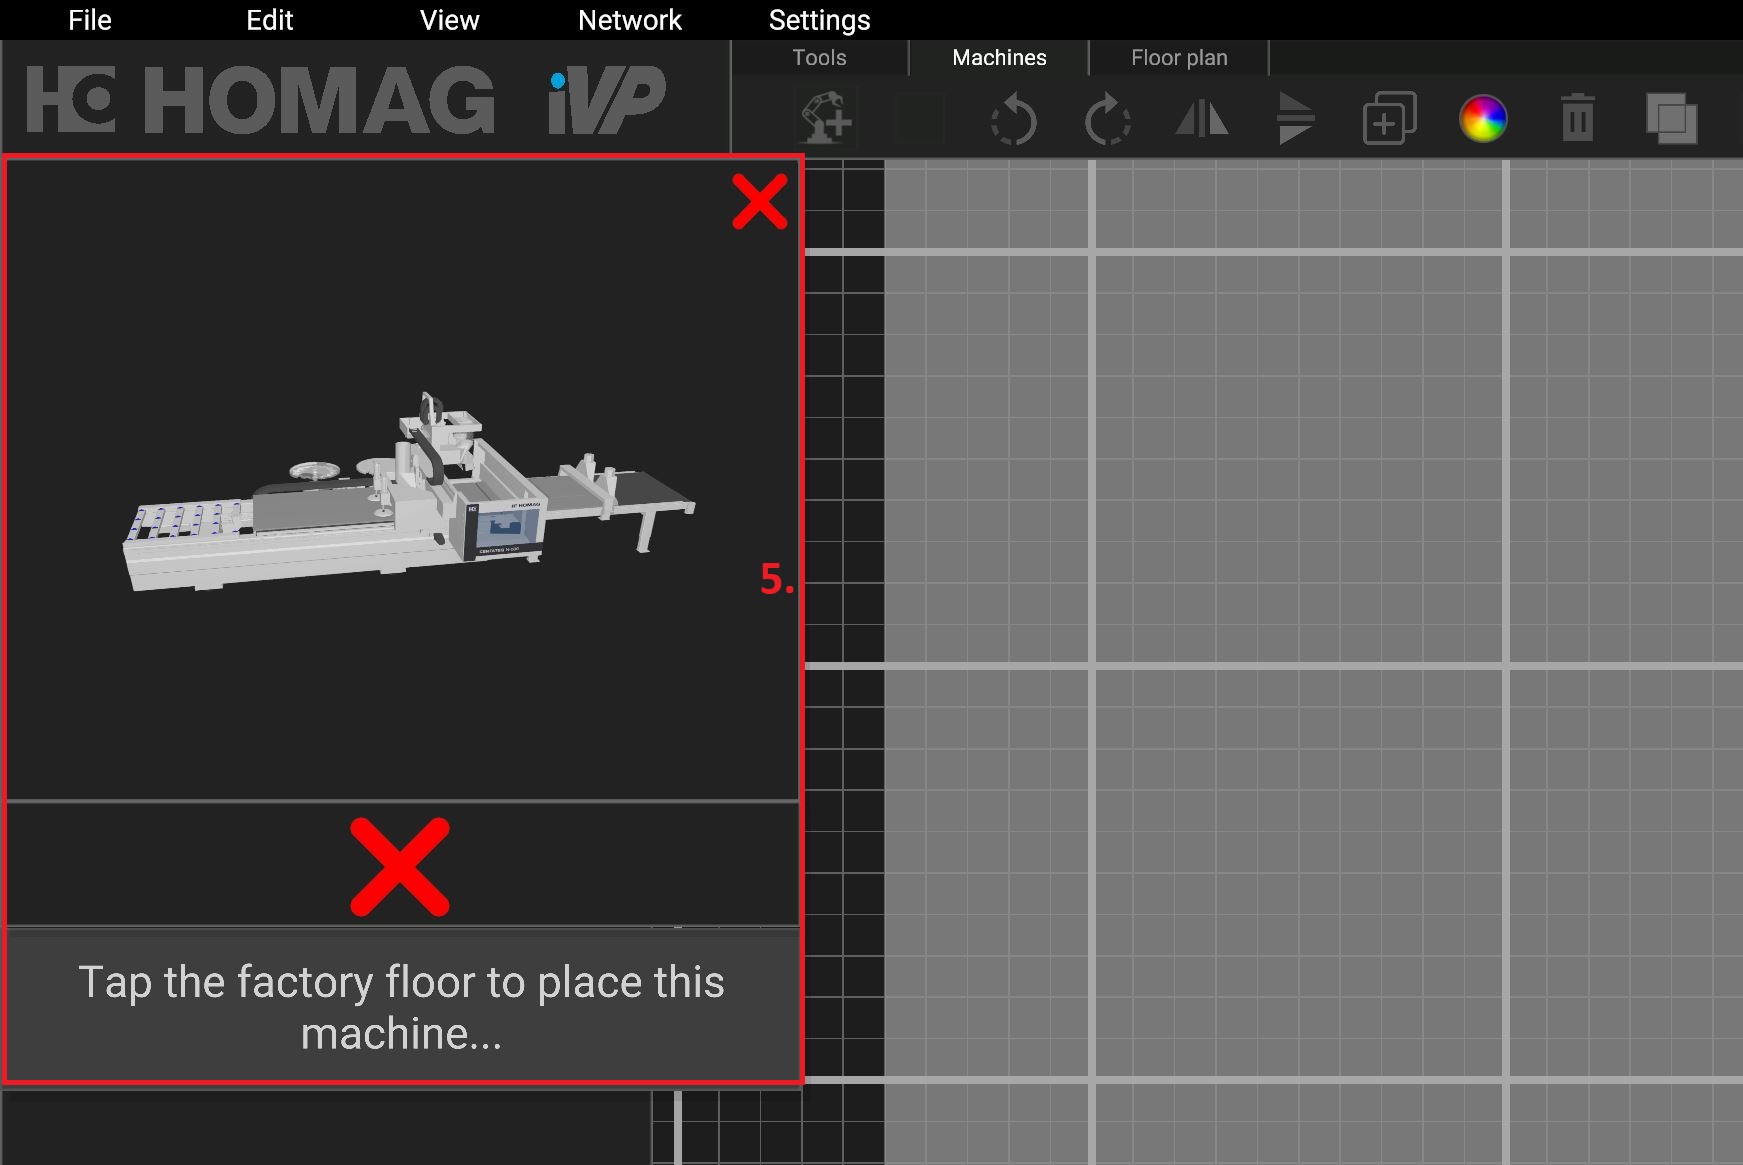 File Edit View Network Settings
HOMAG iVP
Tools Machines Floor plan
HOMAG
5.
Tap the factory floor to place this
machine...